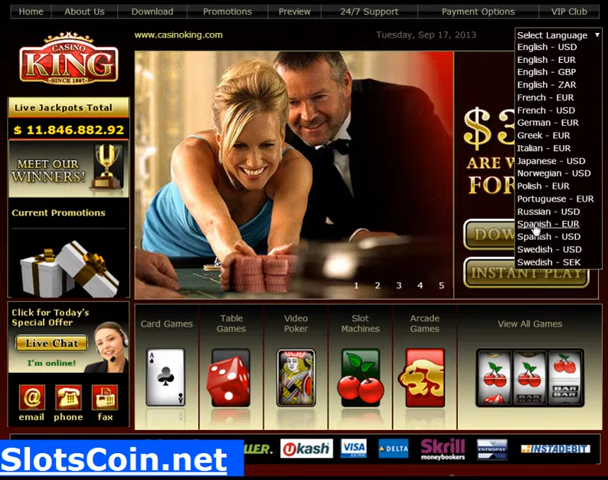 Home
About Us
Download
Promotions
Preview
24/7 Support
Payment Options
VIP Club
CASINO
KING
SINCE 1997
www.casinoking.com
Tuesday, Sep 17, 2013
Select Language
English - USD
English - EUR
English - GBP
English - ZAR
French - EUR
French - USD
German - EUR
Greek - EUR
Italian - EUR
Japanese - USD
Norwegian - USD
Polish - EUR
Portuguese - EUR
Russian - USD
Spanish - EUR
Spanish - USD
Swedish - USD
Swedish - SEK
Live Jackpots Total
$ 11.846.882.92
MEET OUR
WINNERS!
Current Promotions
$3
ARE W
FOR
DOW
INSTANT PLAY
1 2 3 4 5
Click for Today's
Special Offer
Live Chat
I'm online!
email phone fax
Card Games
Table
Games
Video
Poker
Slot
Machines
Arcade
Games
View All Games
A
BAR
LLER.
Ukash
VISA
DELTA
Skrill
moneybookers
ENTROPAY
INSTADEBIT
SlotsCoin.net